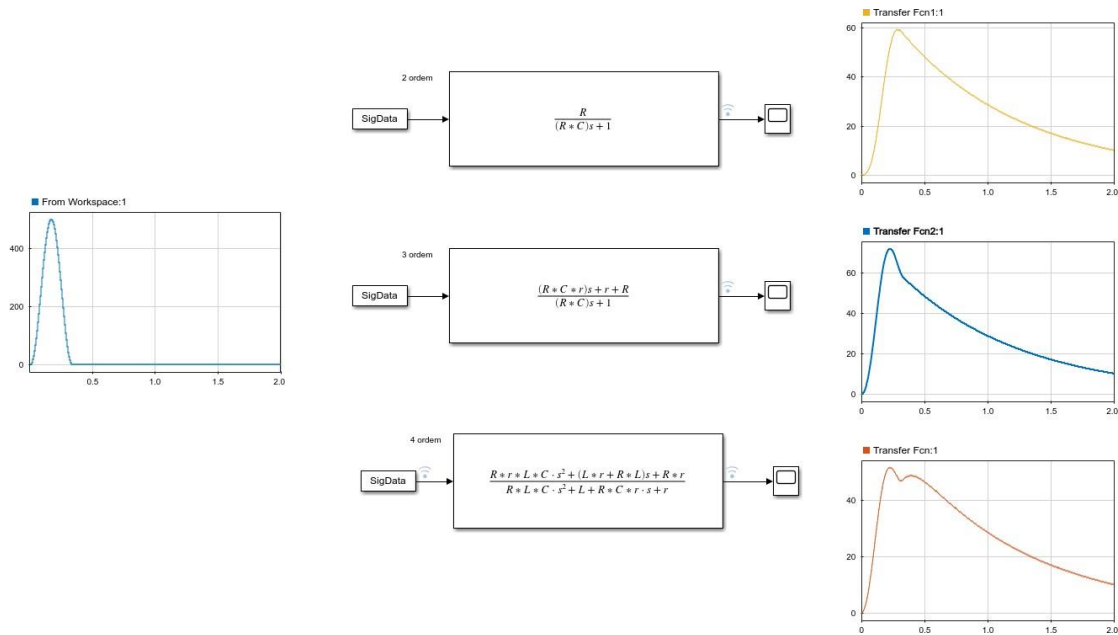 Transfer Fcn1:1
60
40
20
0
0
0.5
1.0
1.5
2.0
2 ordem
SigData
R
(R * C)s + 1
From Workspace:1
400
200
0
0.5
1.0
1.5
2.0
Transfer Fcn2:1
60
40
20
0
0
0.5
1.0
1.5
2.0
3 ordem
SigData
(R * C * r)s + r + R
(R * C)s + 1
4 ordem
SigData
R * r * L * C · s² + (L * r + R * L)s + R * r
R * L * C · s² + L + R * C * r · s + r
Transfer Fcn:1
40
20
0
0
0.5
1.0
1.5
2.0